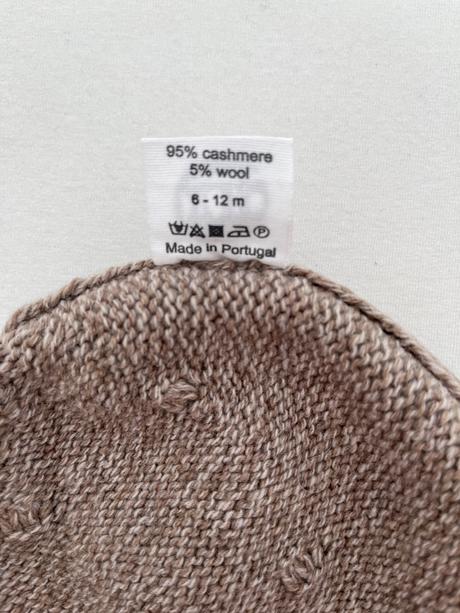 95% cashmere
5% wool
6 - 12 m
Made in Portugal